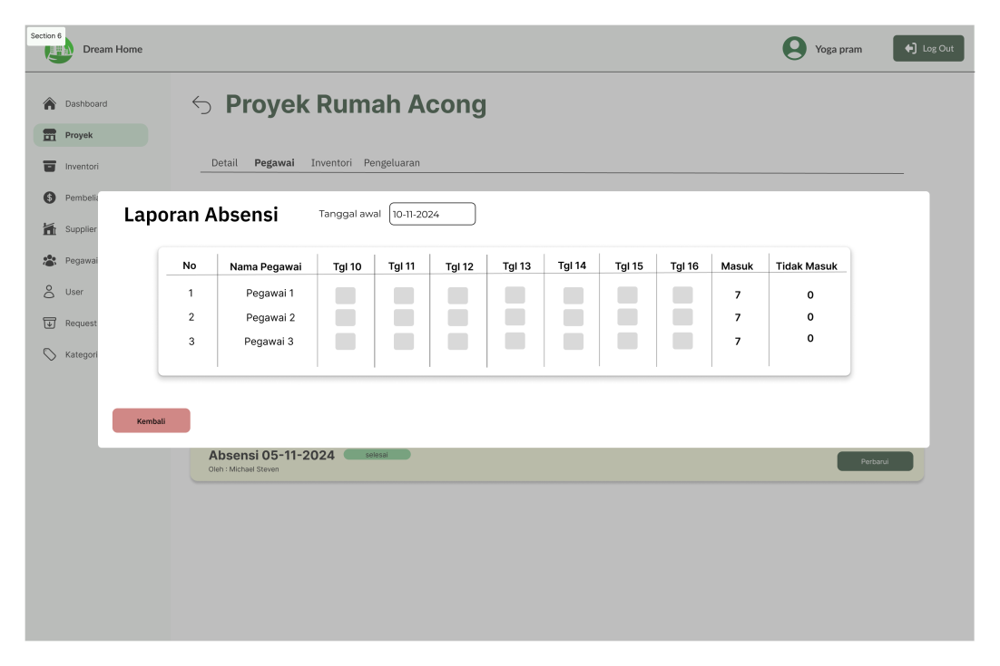 Section 6
Dream Home
Yoga pram
Log Out
Dashboard
Proyek
Inventori
Pembelia
Supplier
Pegawai
User
Request
Kategori
Proyek Rumah Acong
Detail Pegawai Inventori Pengeluaran
Laporan Absensi Tanggal awal 10-11-2024
No Nama Pegawai Tgl 10 Tgl 11 Tgl 12 Tgl 13 Tgl 14 Tgl 15 Tgl 16 Masuk Tidak Masuk
1 Pegawai 1 7 0
2 Pegawai 2 7 0
3 Pegawai 3 7 0
Kembali
Absensi 05-11-2024 selesai
Oleh : Michael Steven
Perbarui